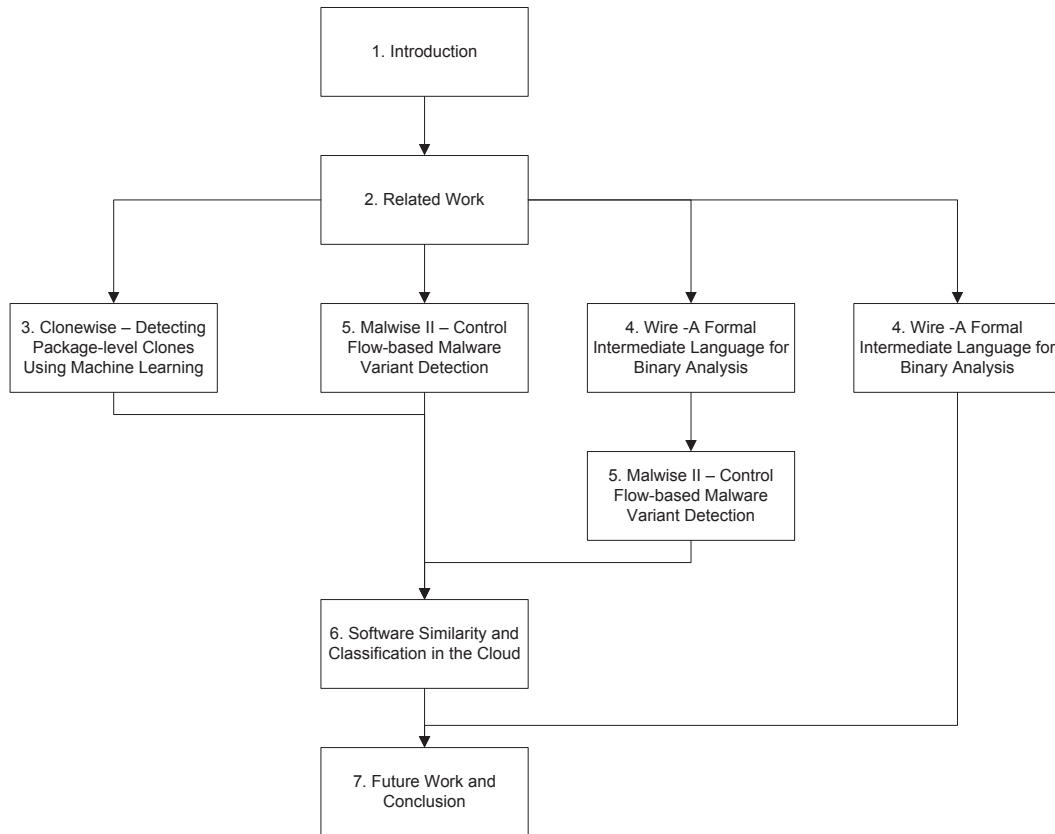 1. Introduction
2. Related Work
3. Clonewise – Detecting
Package-level Clones
Using Machine Learning
5. Malwise II – Control
Flow-based Malware
Variant Detection
4. Wire -A Formal
Intermediate Language for
Binary Analysis
4. Wire -A Formal
Intermediate Language for
Binary Analysis
5. Malwise II – Control
Flow-based Malware
Variant Detection
6. Software Similarity and
Classification in the Cloud
7. Future Work and
Conclusion